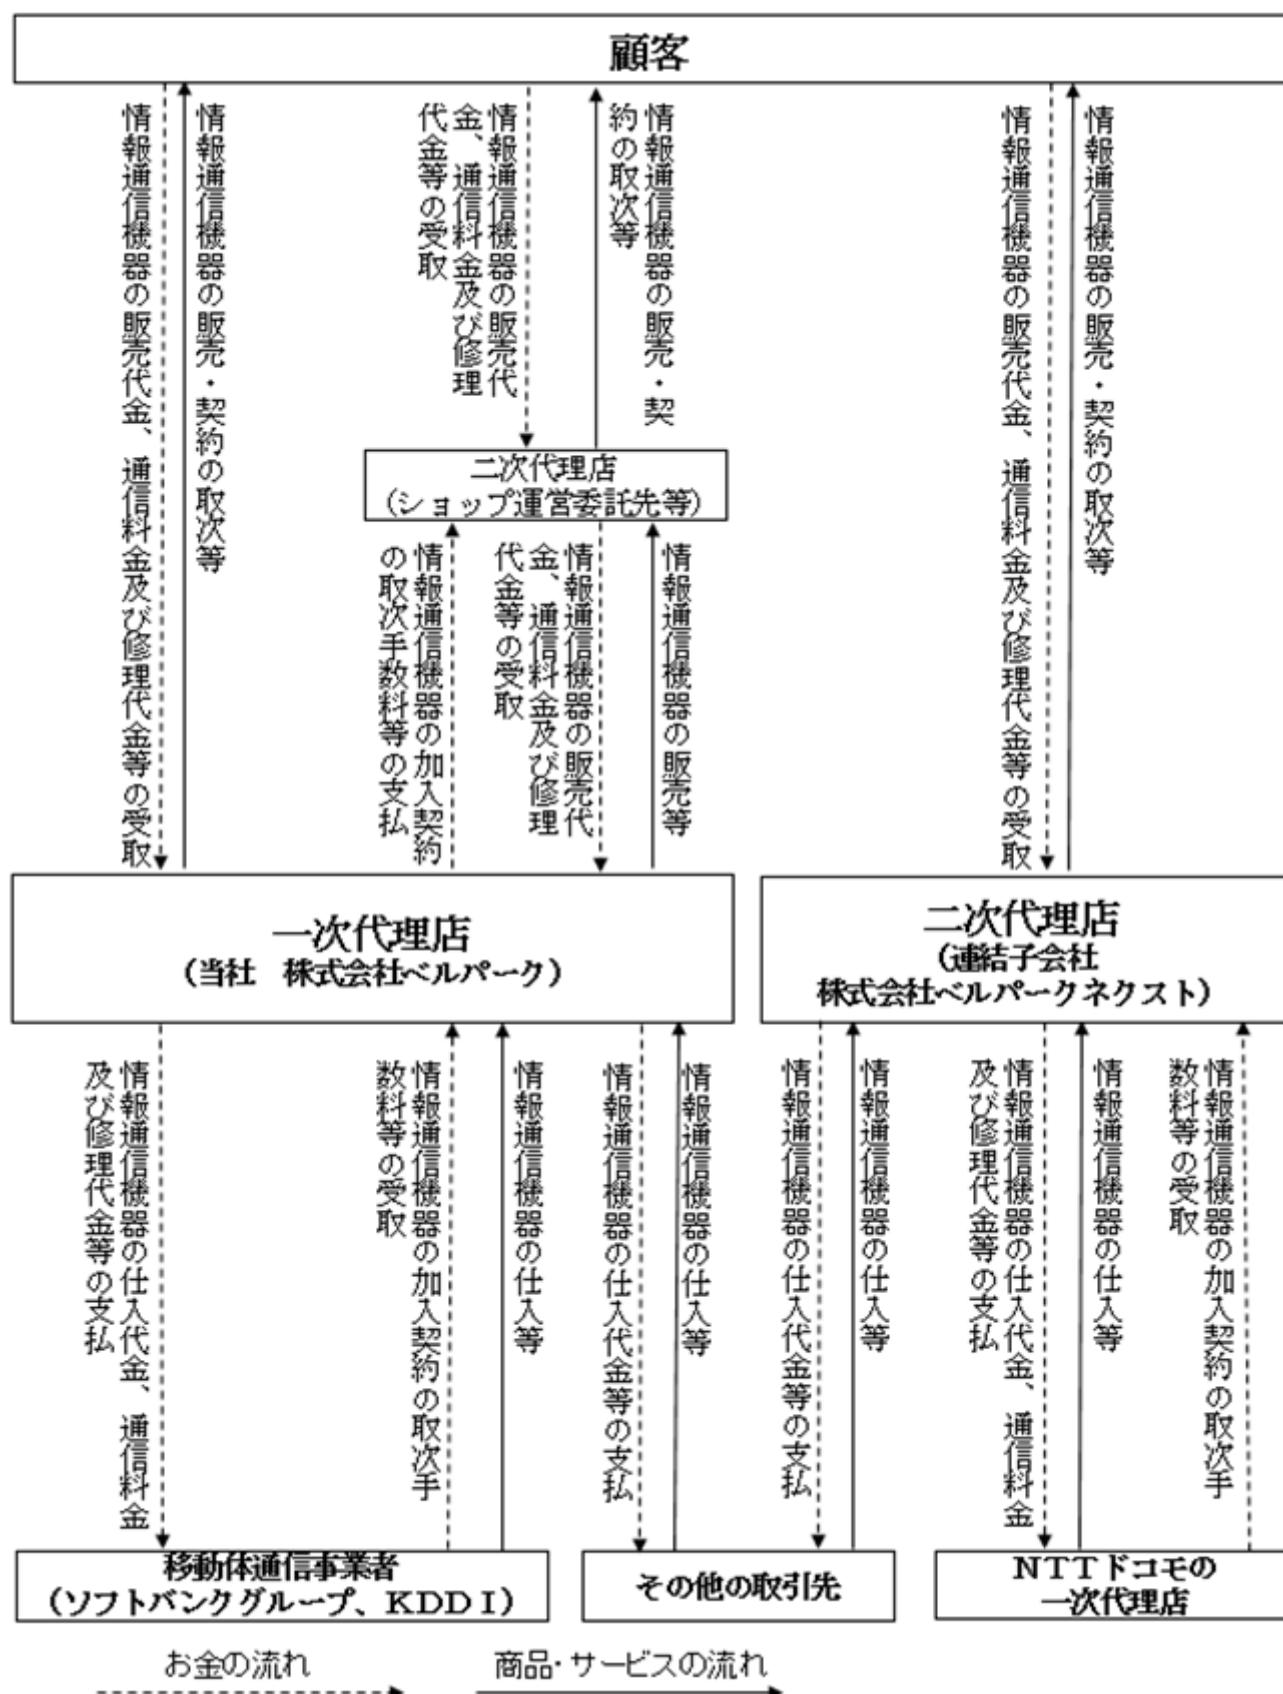 顧客
情報通信機器の販売代金、通信料金及び修理代金等の受取
情報通信機器の販売・契約の取次等
情報通信機器の販売代
金、通信料金及び修理
代金等の受取
情報通信機器の販売・契
約の取次等
情報通信機器の販売代金、通信料金及び修理代金等の受取
情報通信機器の販売・契約の取次等
二次代理店
（ショップ運営委託先等）
情報通信機器の加入契約
の取次手数料等の支払
情報通信機器の販売代
金、通信料金及び修理
代金等の受取
情報通信機器の販売等
一次代理店
（当社　株式会社ベルパーク）
二次代理店
（連結子会社
株式会社ベルパークネクスト）
情報通信機器の仕入代金、通信料金
及び修理代金等の支払
情報通信機器の加入契約の取次手
数料等の受取
情報通信機器の仕入等
情報通信機器の仕入代金等の支払
情報通信機器の仕入等
情報通信機器の仕入代金等の支払
情報通信機器の仕入等
情報通信機器の仕入代金、通信料金
及び修理代金等の支払
情報通信機器の仕入等
情報通信機器の加入契約の取次手
数料等の受取
移動体通信事業者
（ソフトバンクグループ、ＫＤＤＩ）
その他の取引先
ＮＴＴドコモの
一次代理店
お金の流れ
商品・サービスの流れ